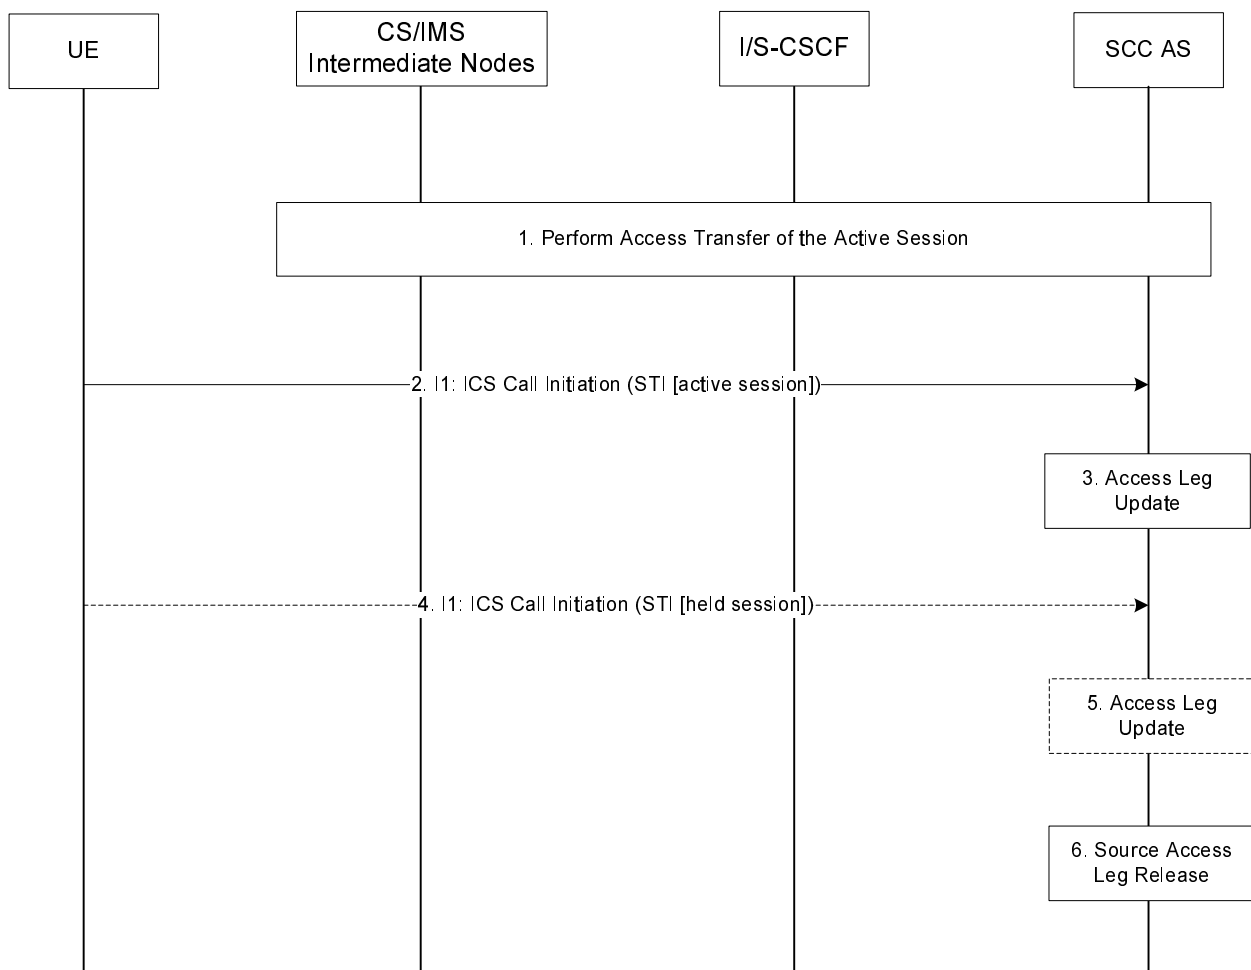 UE
CS/IMS
Intermediate Nodes
I/S-CSCF
SCC AS
1. Perform Access Transfer of the Active Session
2. I1: ICS Call Initiation (STI [active session])
3. Access Leg
Update
4. I1: ICS Call Initiation (STI [held session])
5. Access Leg
Update
6. Source Access
Leg Release